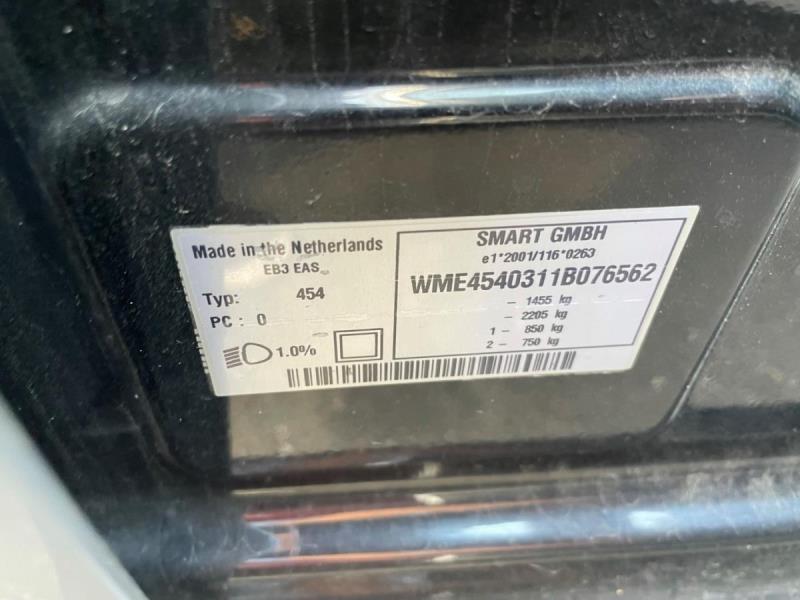 Made in the Netherlands
EB3 EAS
Typ: 454
PC : 0
1.0%
SMART GMBH
e1*2001/116*0263
WME4540311B076562
- 1455 kg
- 2205 kg
1 - 850 kg
2 - 750 kg